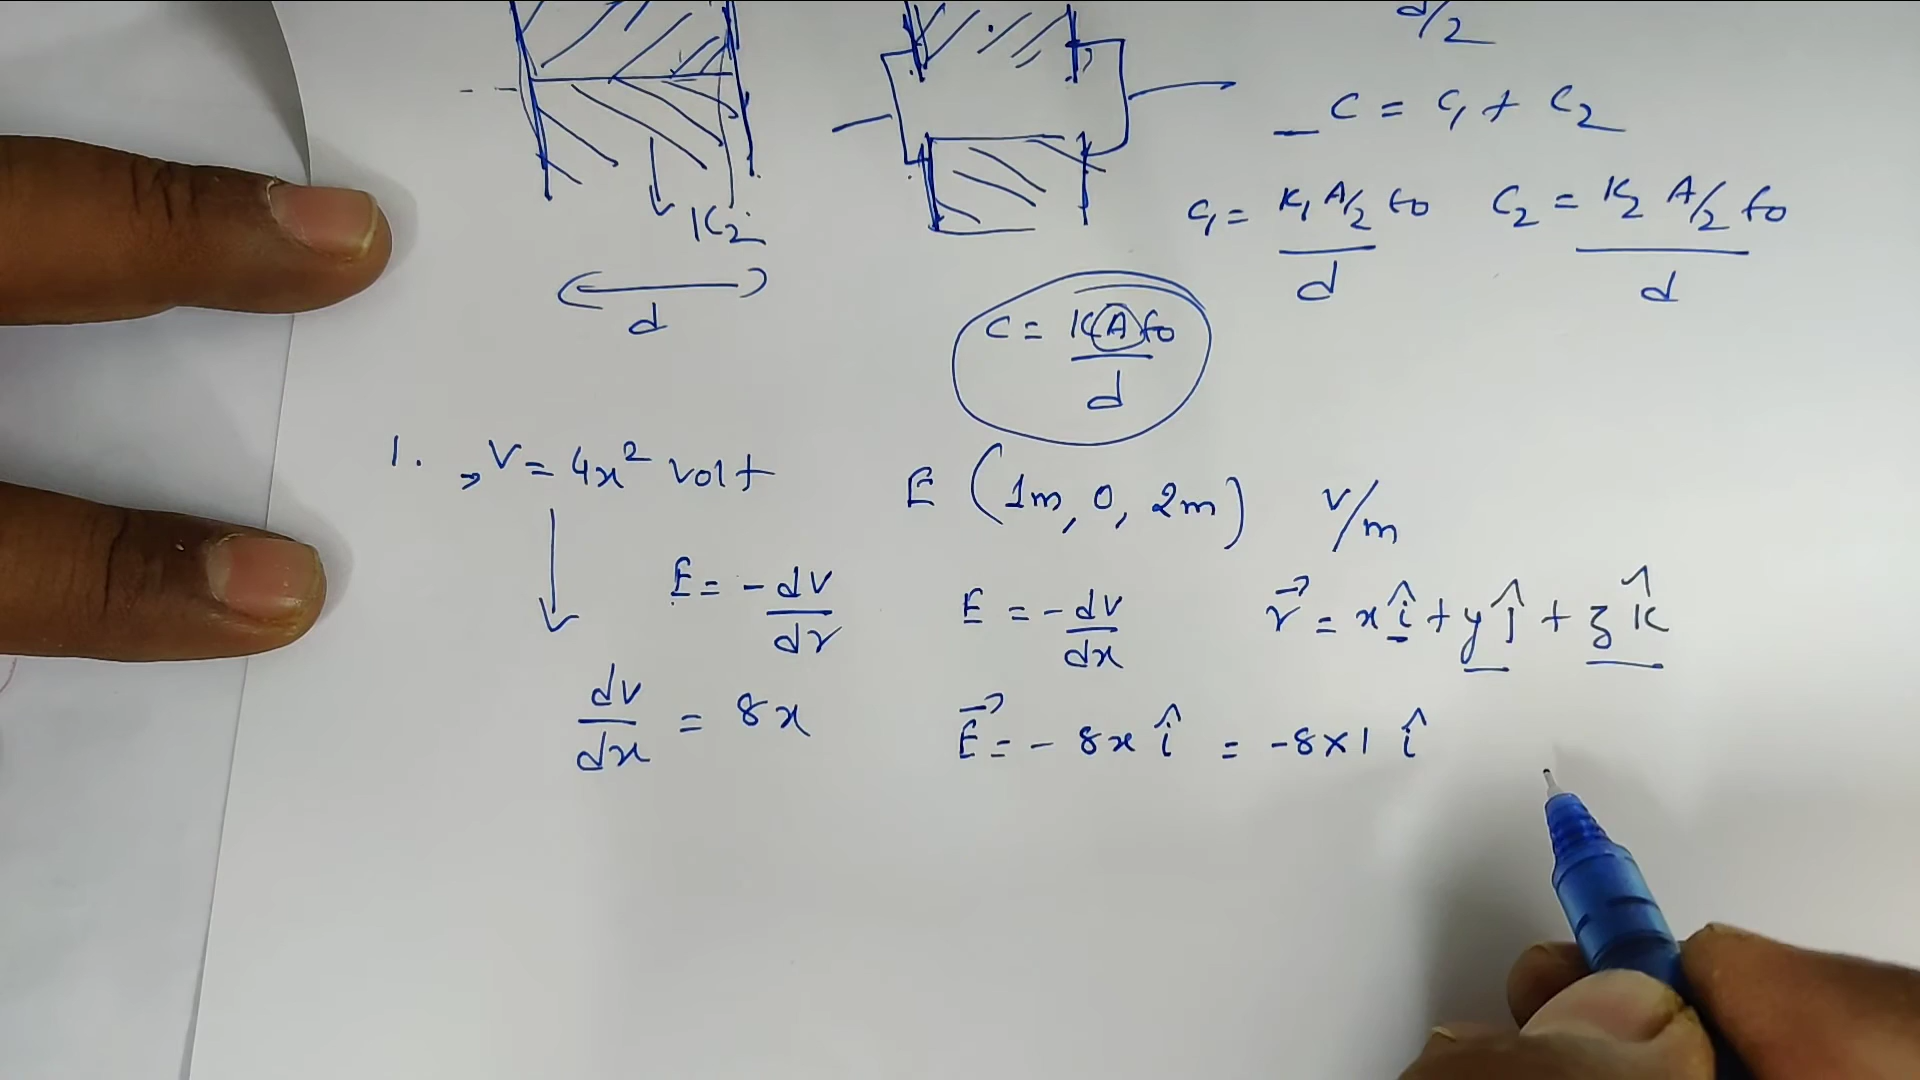 d/2
C = C₁ + C₂
K₂
C₁ = K₁ A/2 ϵ₀ / d C₂ = K₂ A/2 ϵ₀ / d
d
C = K A ϵ₀ / d
1. V = 4x² volt E (1m, 0, 2m) V/m
E = - dV/dr E = - dV/dx r⃗ = x î + y ĵ + z k̂
dV/dx = 8x E⃗ = - 8x î = -8×1 î